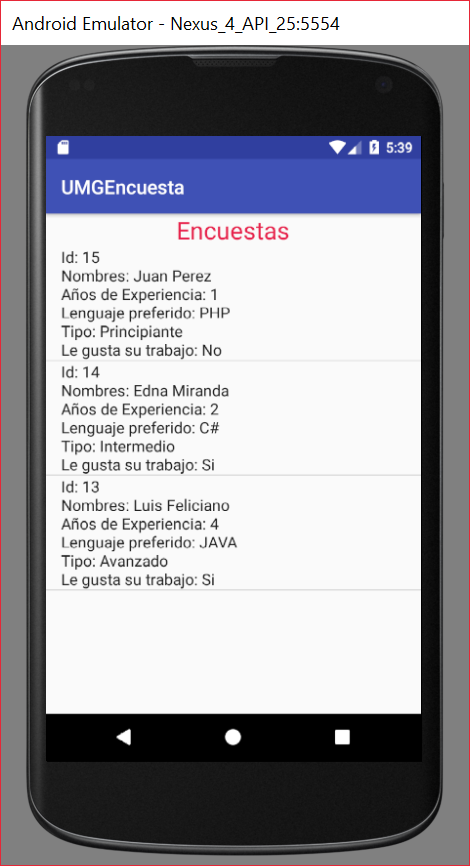 Android Emulator - Nexus_4_API_25:5554
5:39
UMGEncuesta
Encuestas
Id: 15
Nombres: Juan Perez
Años de Experiencia: 1
Lenguaje preferido: PHP
Tipo: Principiante
Le gusta su trabajo: No
Id: 14
Nombres: Edna Miranda
Años de Experiencia: 2
Lenguaje preferido: C#
Tipo: Intermedio
Le gusta su trabajo: Si
Id: 13
Nombres: Luis Feliciano
Años de Experiencia: 4
Lenguaje preferido: JAVA
Tipo: Avanzado
Le gusta su trabajo: Si